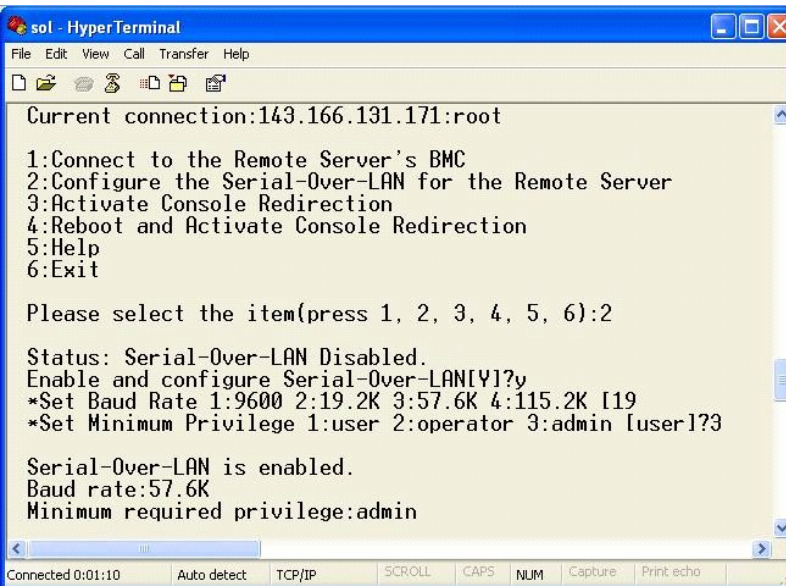 sol - HyperTerminal
File Edit View Call Transfer Help
Current connection:143.166.131.171:root
1:Connect to the Remote Server's BMC
2:Configure the Serial-Over-LAN for the Remote Server
3:Activate Console Redirection
4:Reboot and Activate Console Redirection
5:Help
6:Exit
Please select the item(press 1, 2, 3, 4, 5, 6):2
Status: Serial-Over-LAN Disabled.
Enable and configure Serial-Over-LAN[Y]?y
*Set Baud Rate 1:9600 2:19.2K 3:57.6K 4:115.2K [19
*Set Minimum Privilege 1:user 2:operator 3:admin [user]?3
Serial-Over-LAN is enabled.
Baud rate:57.6K
Minimum required privilege:admin
Connected 0:01:10 Auto detect TCP/IP SCROLL CAPS NUM Capture Print echo